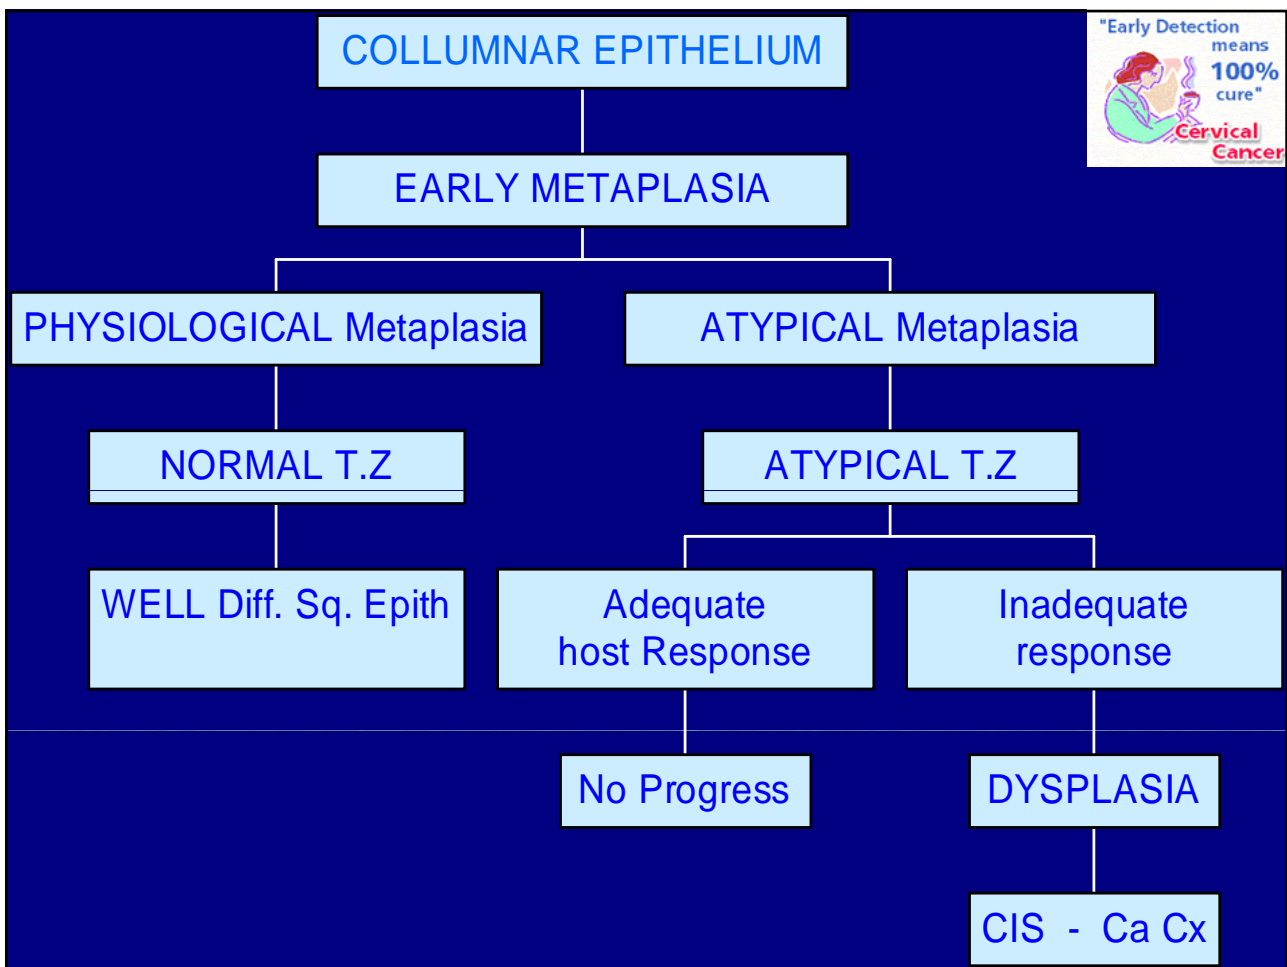 COLLUMNAR EPITHELIUM
"Early Detection
means
100%
cure"
Cervical
Cancer
EARLY METAPLASIA
PHYSIOLOGICAL Metaplasia
ATYPICAL Metaplasia
NORMAL T.Z
ATYPICAL T.Z
WELL Diff. Sq. Epith
Adequate
host Response
Inadequate
response
No Progress
DYSPLASIA
CIS - Ca Cx